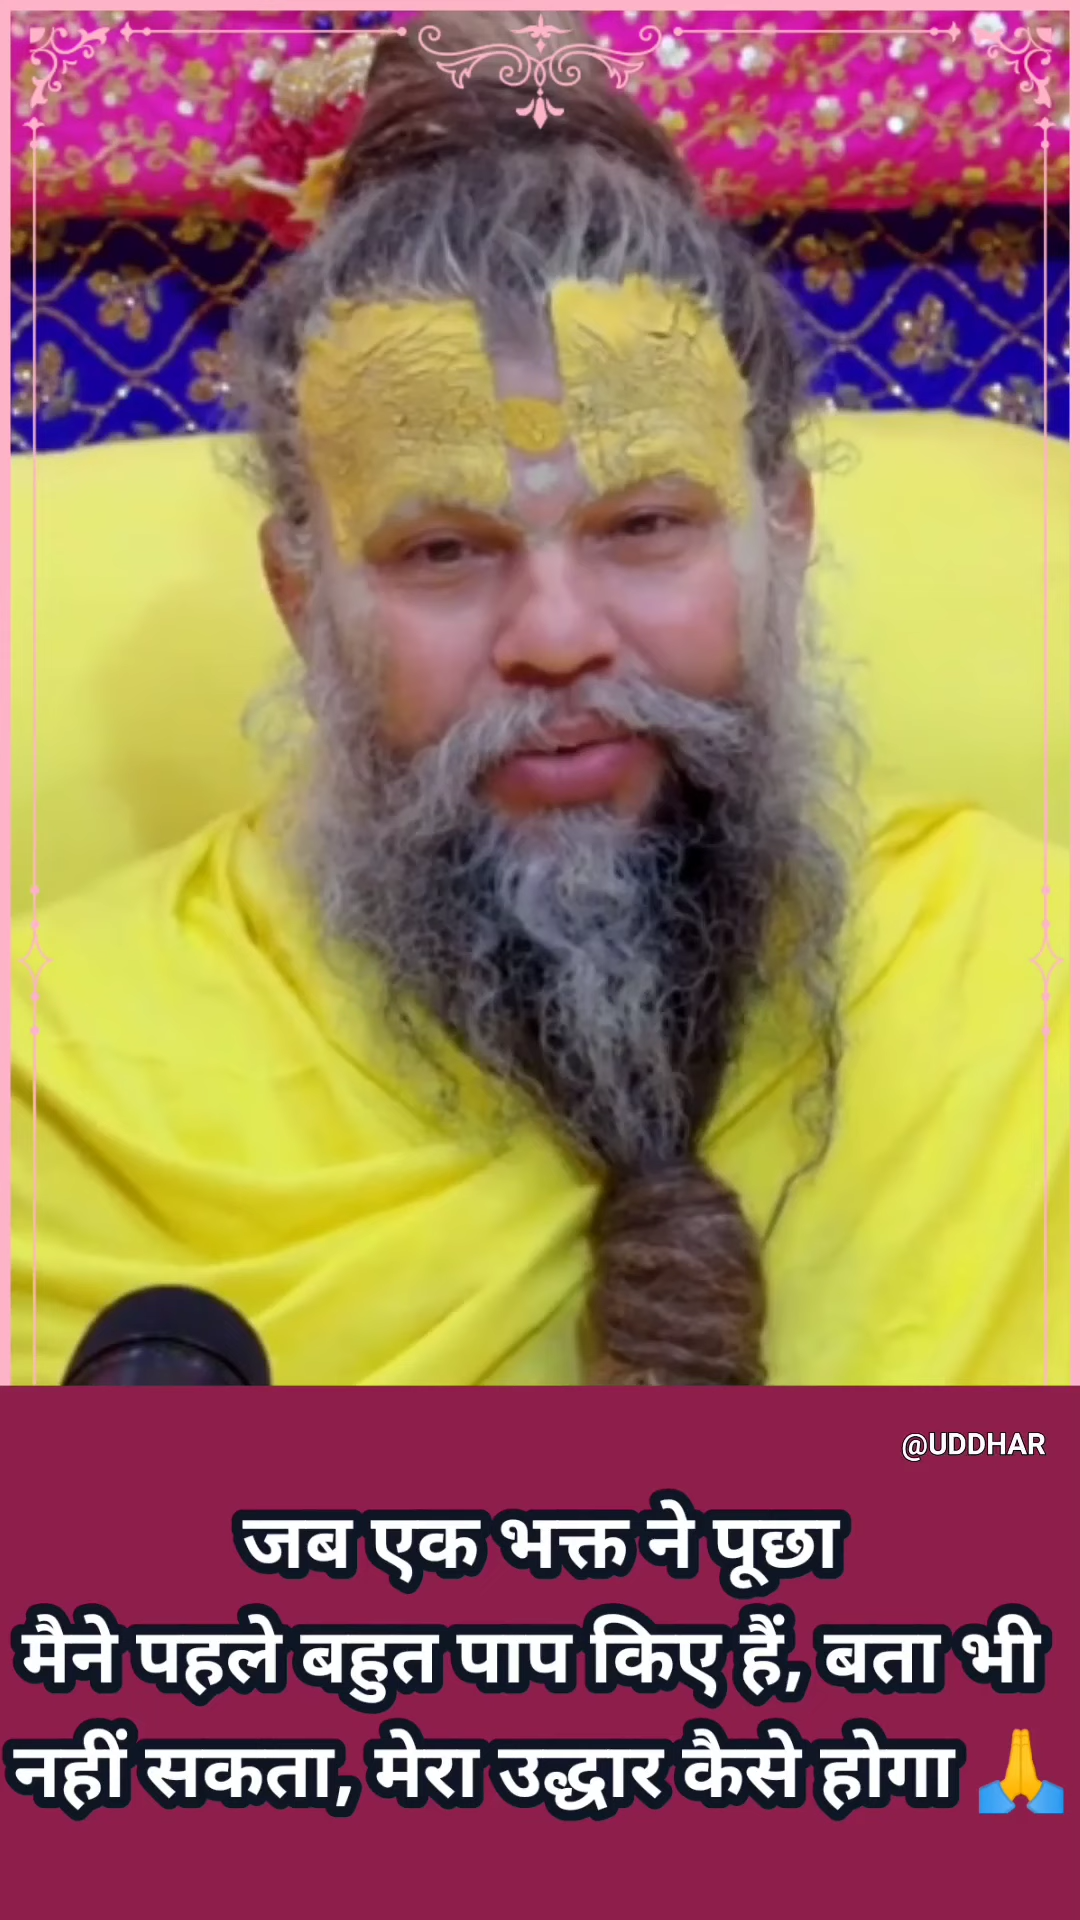 @UDDHAR
जब एक भक्त ने पूछा
मैने पहले बहुत पाप किए हैं, बता भी
नहीं सकता, मेरा उद्धार कैसे होगा 🙏